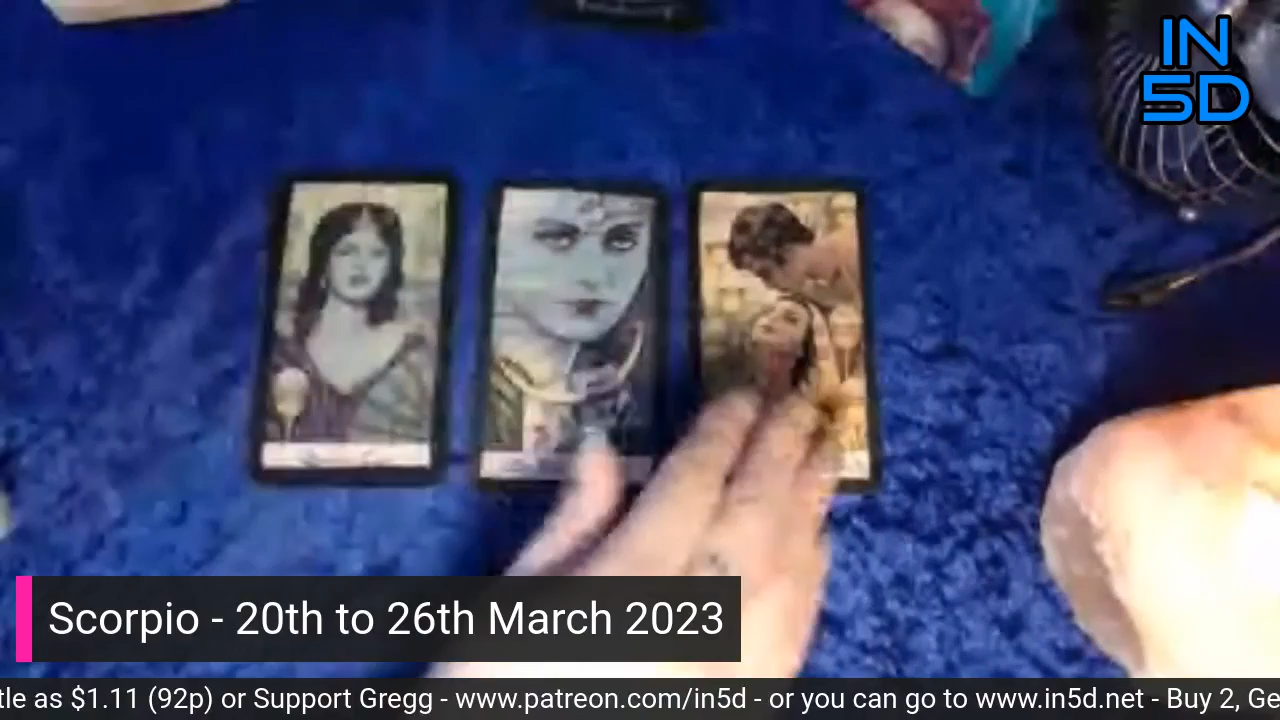 IN
5D
Scorpio - 20th to 26th March 2023
tle as $1.11 (92p) or Support Gregg - www.patreon.com/in5d - or you can go to www.in5d.net - Buy 2, Ge